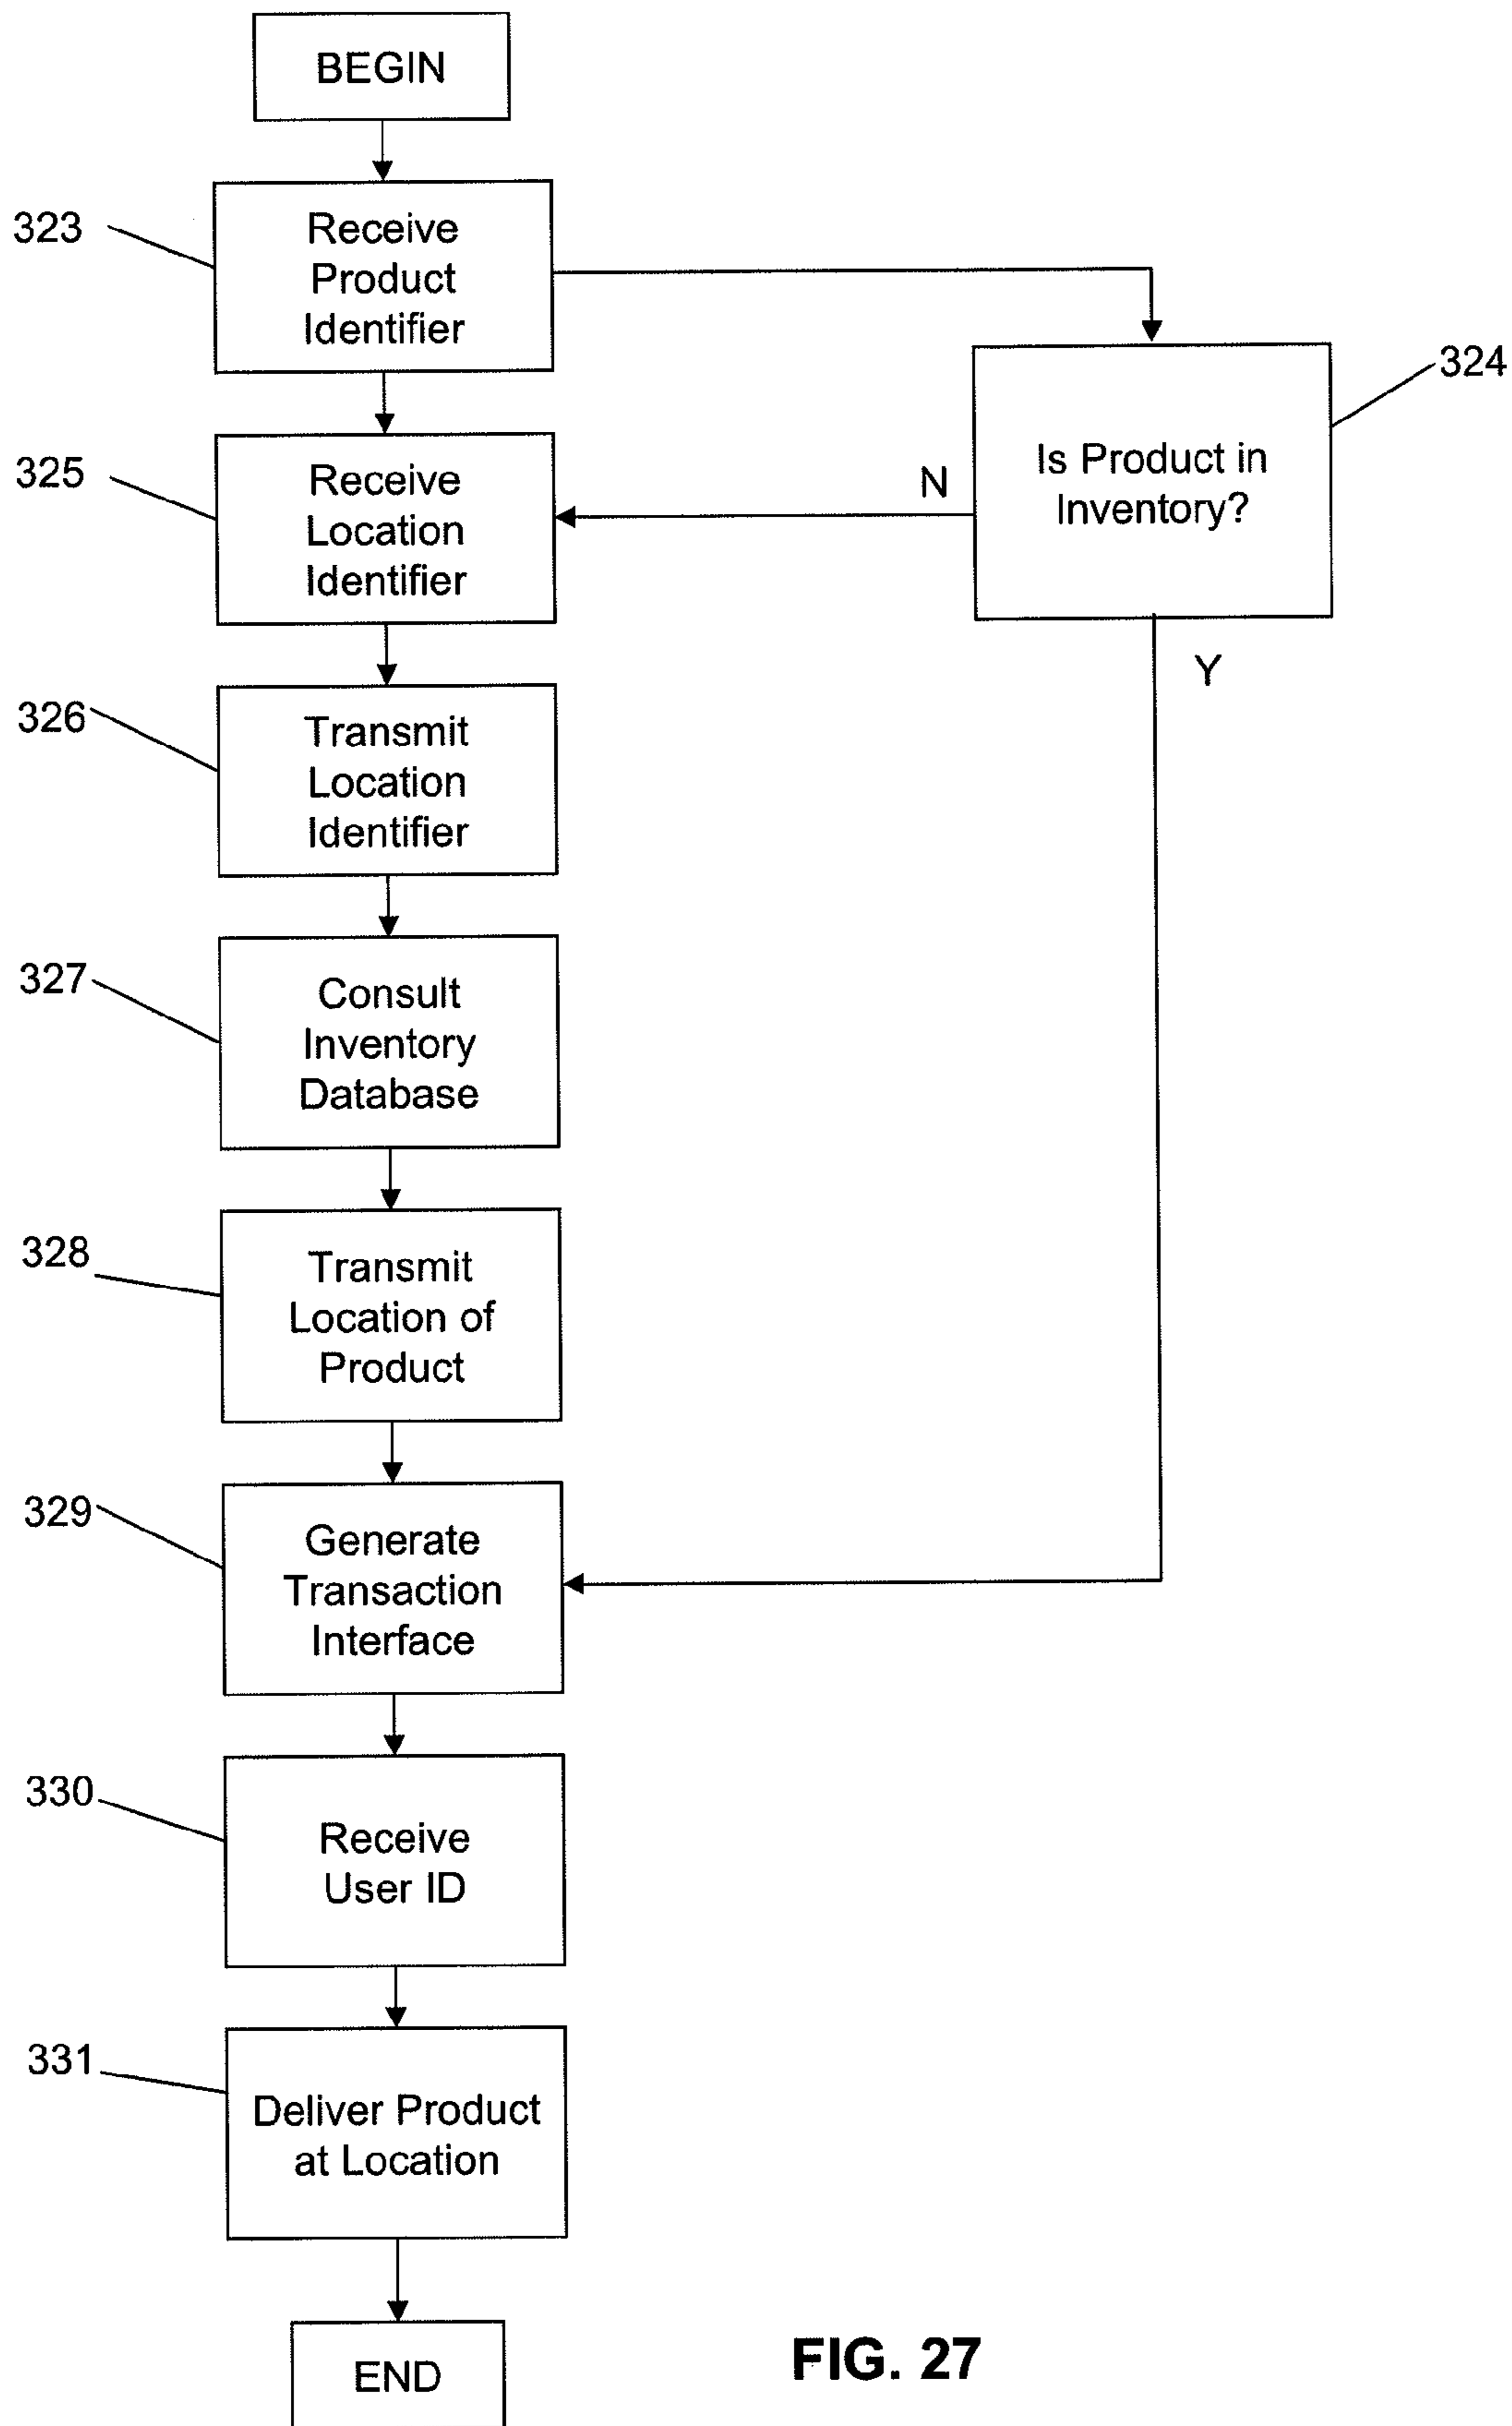 BEGIN
323
Receive
Product
Identifier
324
Is Product in
Inventory?
N
Y
325
Receive
Location
Identifier
326
Transmit
Location
Identifier
327
Consult
Inventory
Database
328
Transmit
Location of
Product
329
Generate
Transaction
Interface
330
Receive
User ID
331
Deliver Product
at Location
END
FIG. 27